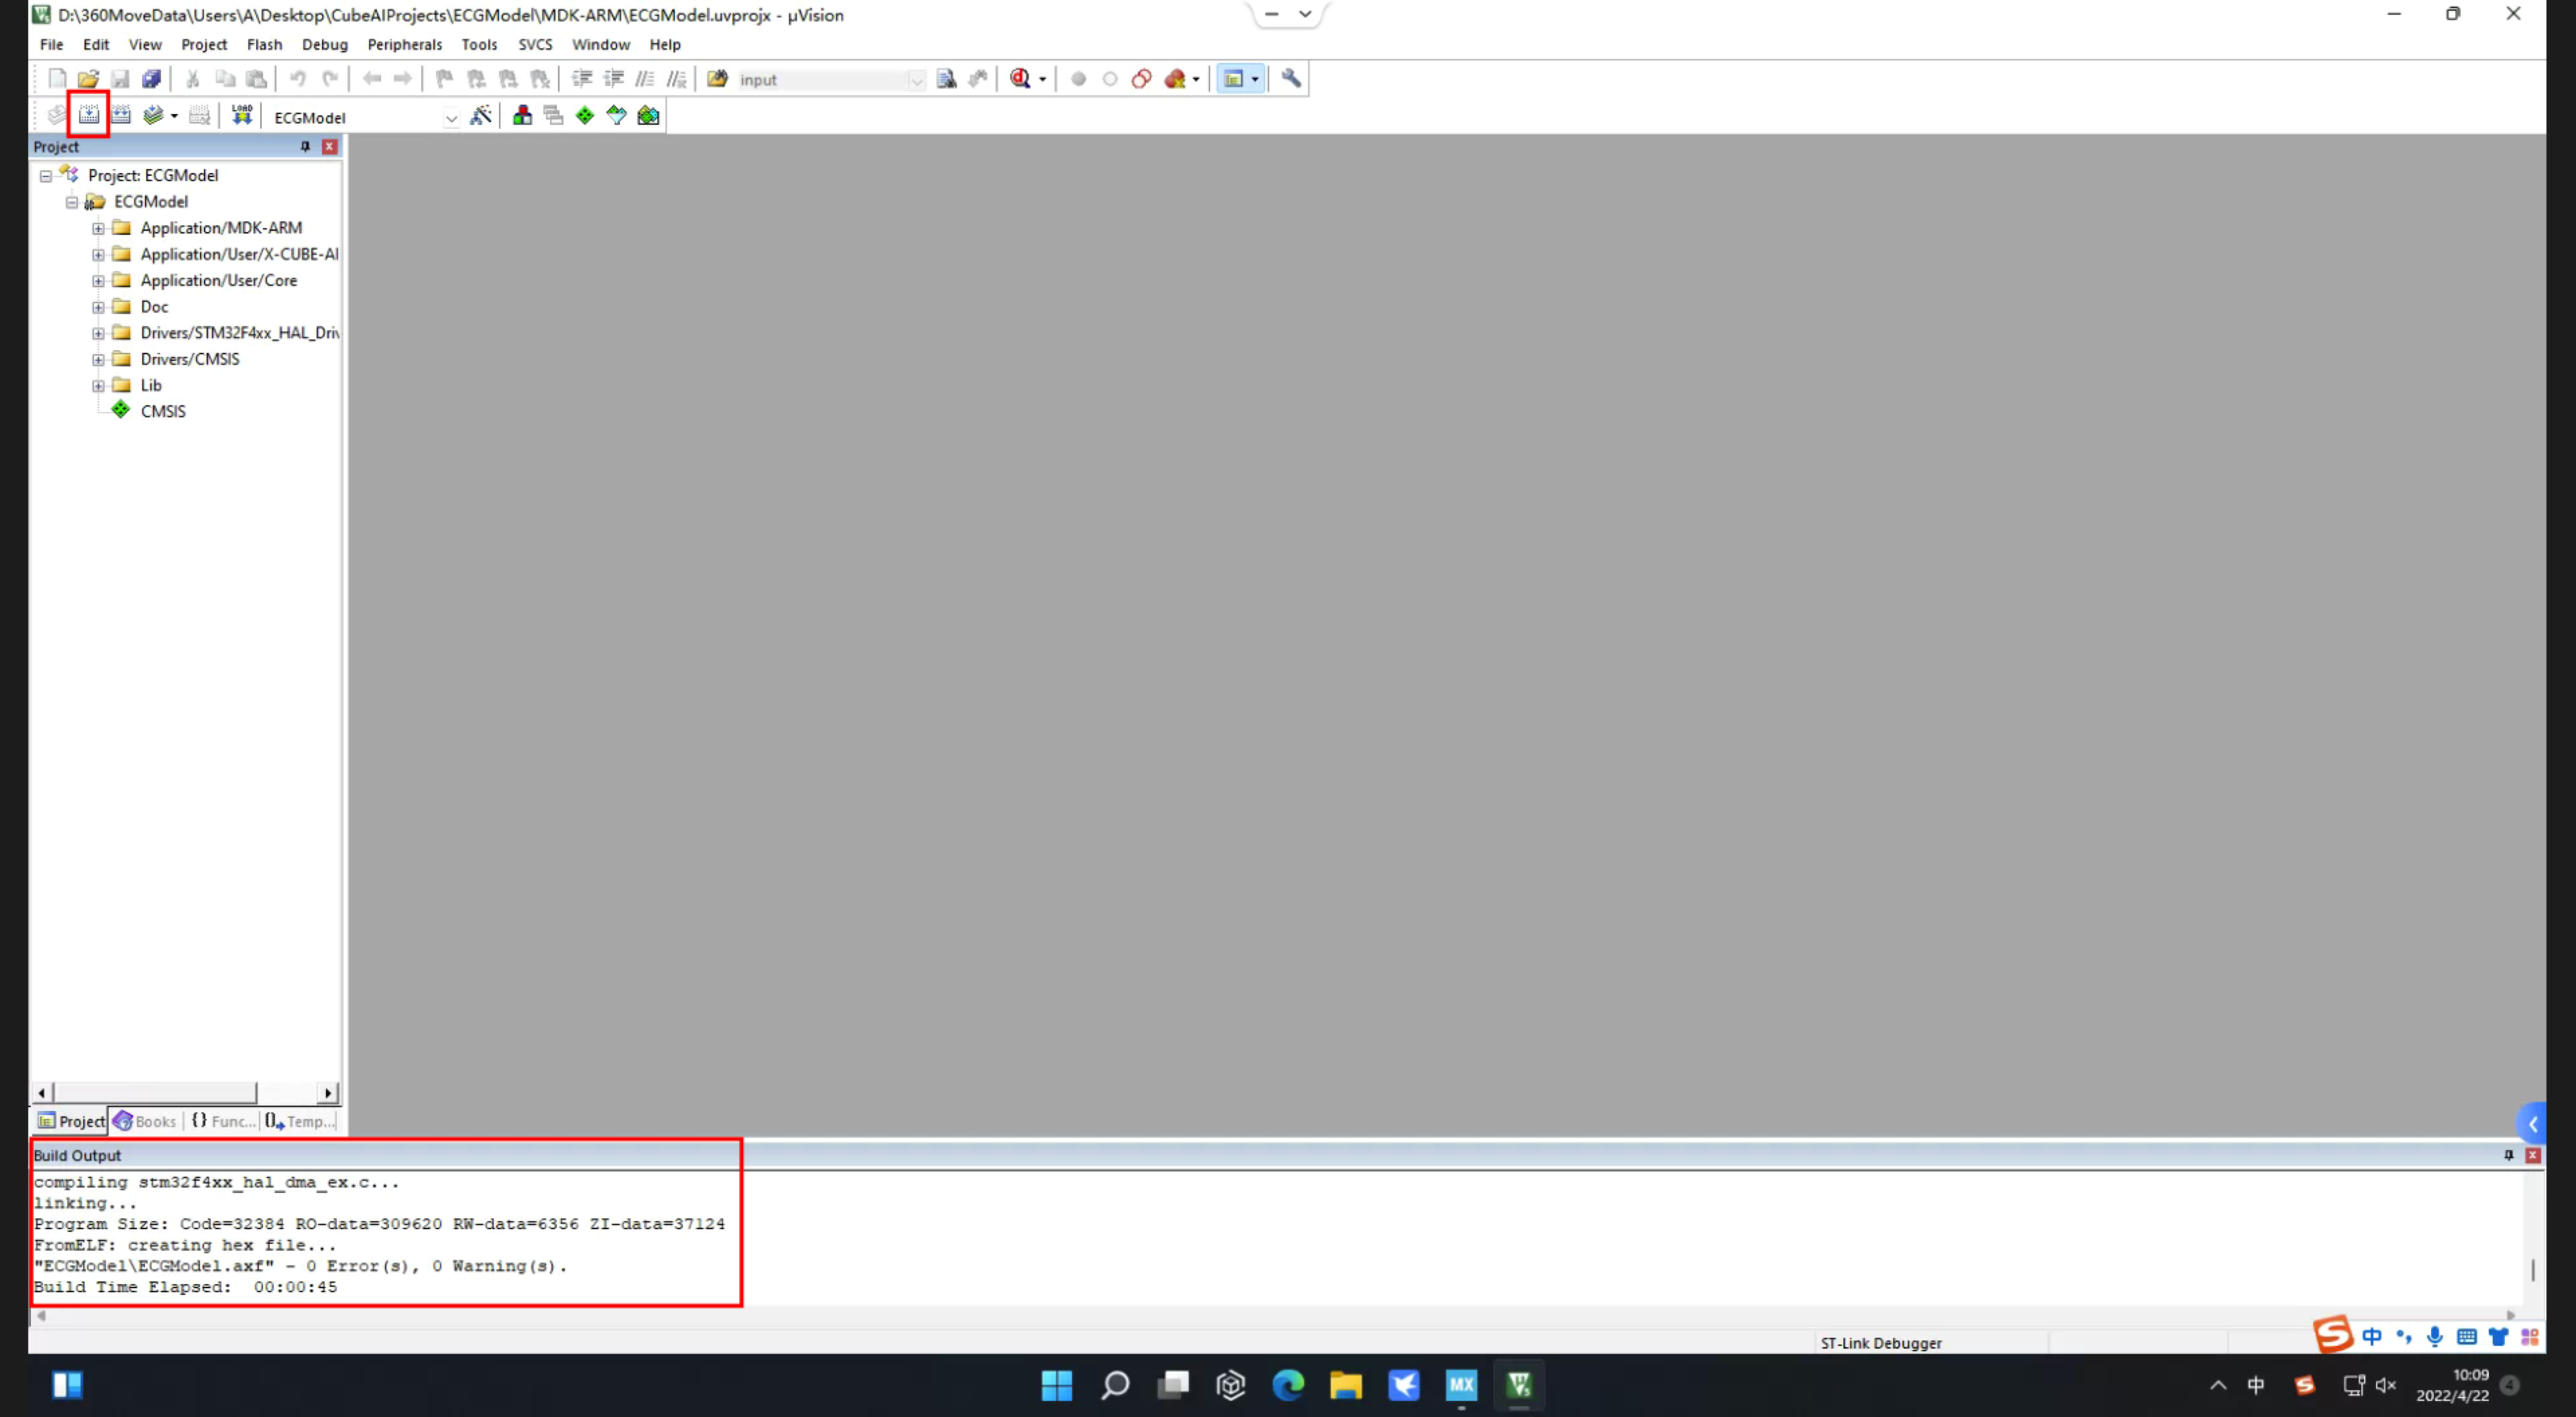 D:\360MoveData\Users\A\Desktop\CubeAIProjects\ECGModel\MDK-ARM\ECGModel.uvprojx - µVision
File Edit View Project Flash Debug Peripherals Tools SVCS Window Help
input
LOAD ECGModel
Project
Project: ECGModel
ECGModel
Application/MDK-ARM
Application/User/X-CUBE-AI
Application/User/Core
Doc
Drivers/STM32F4xx_HAL_Driv
Drivers/CMSIS
Lib
CMSIS
Project Books {} Func... Temp...
Build Output
compiling stm32f4xx_hal_dma_ex.c...
linking...
Program Size: Code=32384 RO-data=309620 RW-data=6356 ZI-data=37124
FromELF: creating hex file...
"ECGModel\ECGModel.axf" - 0 Error(s), 0 Warning(s).
Build Time Elapsed:  00:00:45
ST-Link Debugger
中
MX
中
10:09
2022/4/22
4